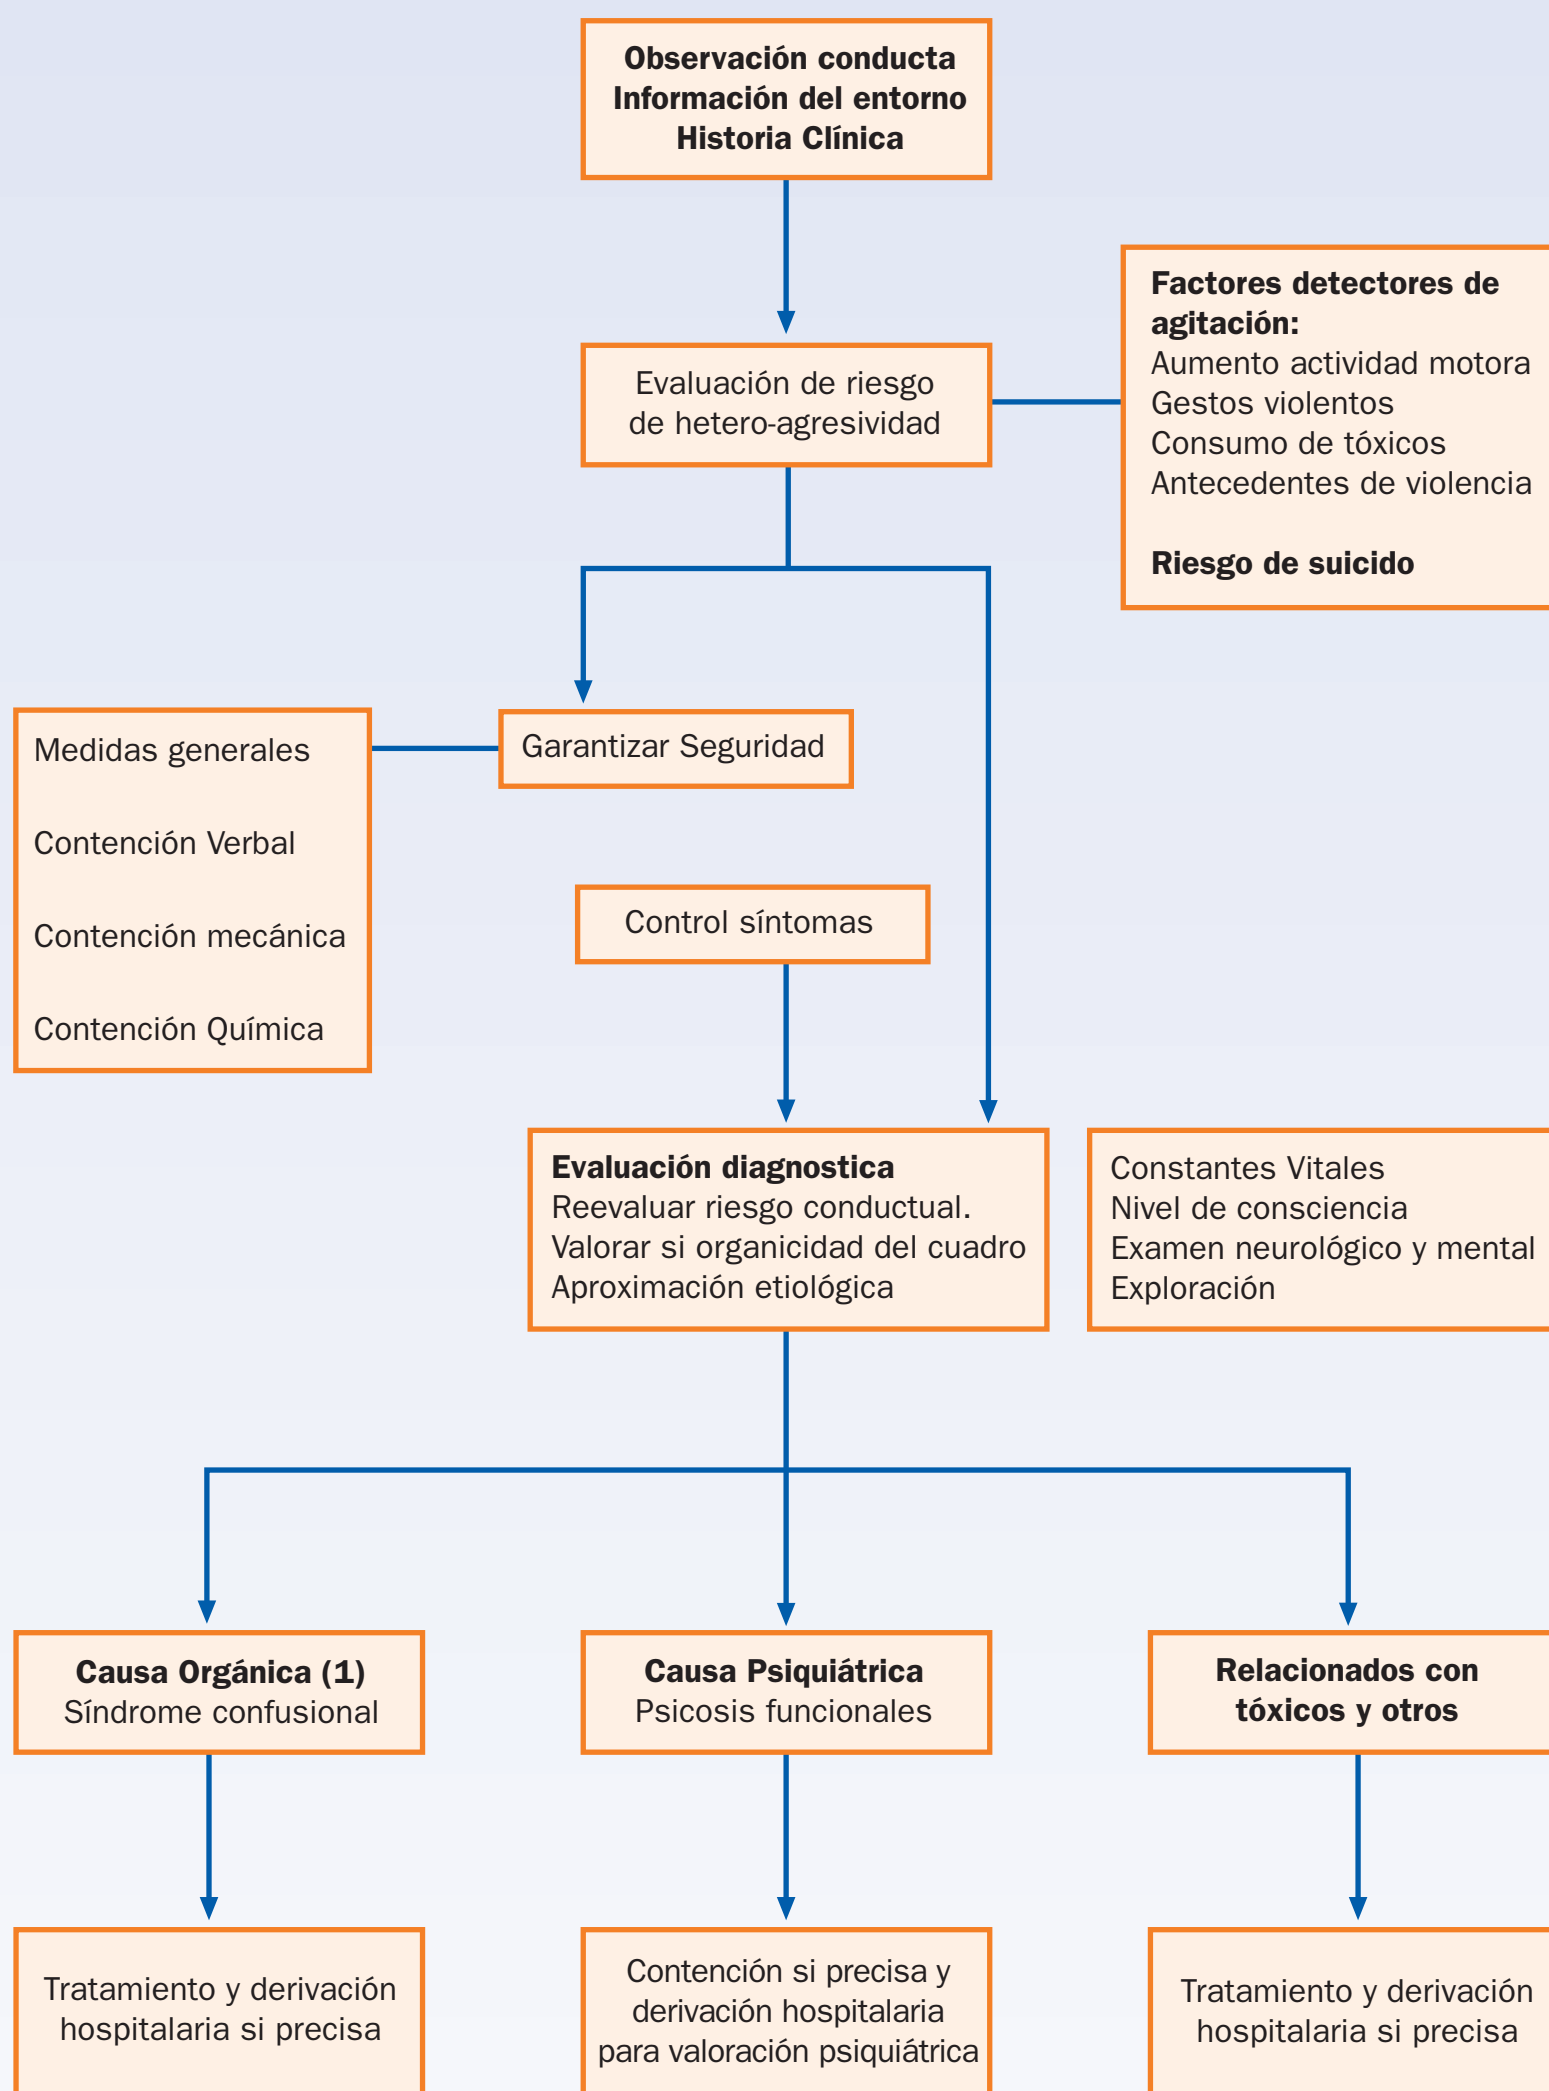 Observación conducta
Información del entorno
Historia Clínica
Factores detectores de
agitación:
Aumento actividad motora
Gestos violentos
Consumo de tóxicos
Antecedentes de violencia
Riesgo de suicido
Evaluación de riesgo
de hetero-agresividad
Garantizar Seguridad
Medidas generales
Contención Verbal
Contención mecánica
Contención Química
Control síntomas
Evaluación diagnostica
Reevaluar riesgo conductual.
Valorar si organicidad del cuadro
Aproximación etiológica
Constantes Vitales
Nivel de consciencia
Examen neurológico y mental
Exploración
Causa Orgánica (1)
Síndrome confusional
Causa Psiquiátrica
Psicosis funcionales
Relacionados con
tóxicos y otros
Tratamiento y derivación
hospitalaria si precisa
Contención si precisa y
derivación hospitalaria
para valoración psiquiátrica
Tratamiento y derivación
hospitalaria si precisa